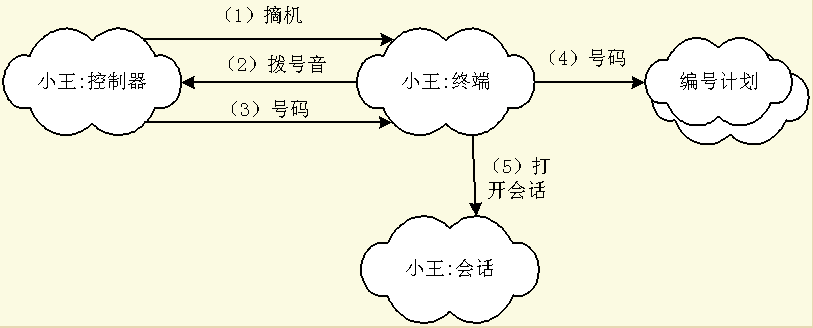 （1）摘机
（2）拨号音
（3）号码
小王:控制器
小王:终端
（4）号码
编号计划
（5）打
开会话
小王:会话